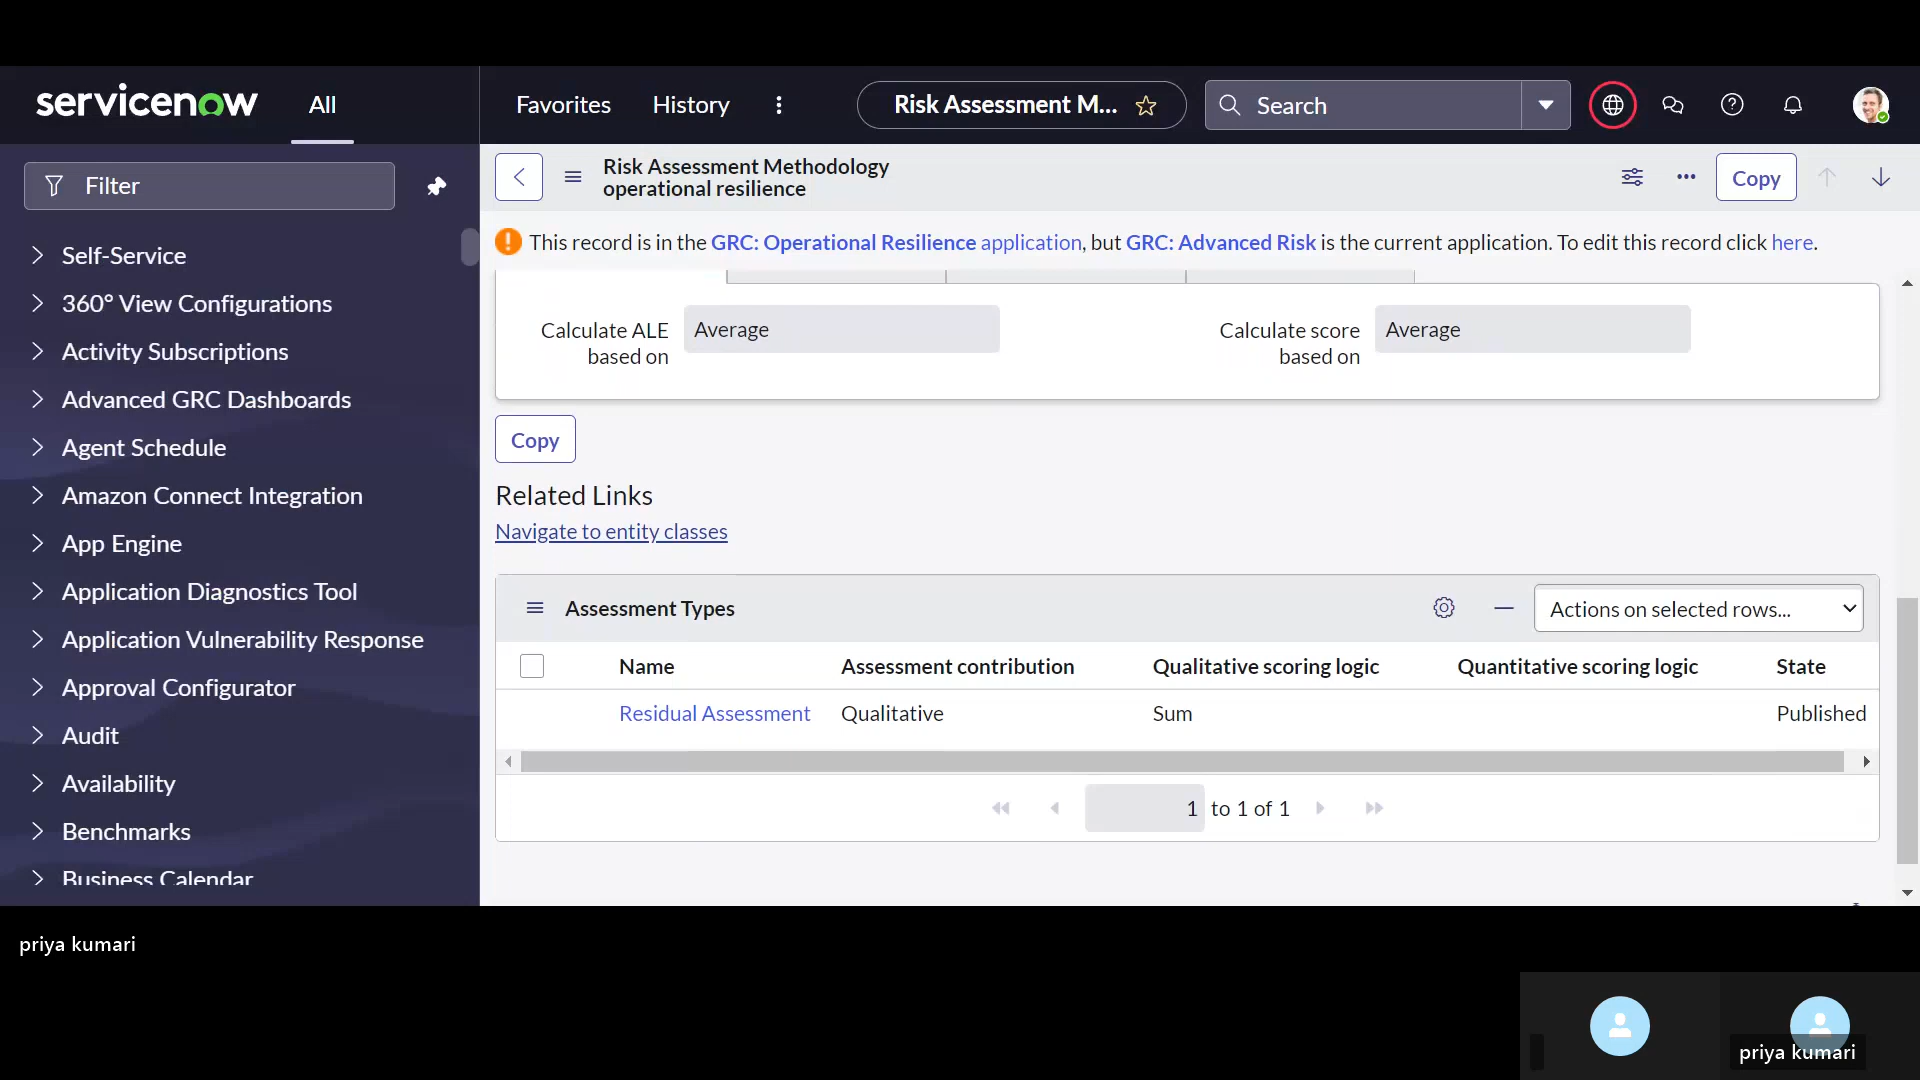 servicenow
All
Favorites
History
Risk Assessment M...
Search
Filter
Self-Service
360° View Configurations
Activity Subscriptions
Advanced GRC Dashboards
Agent Schedule
Amazon Connect Integration
App Engine
Application Diagnostics Tool
Application Vulnerability Response
Approval Configurator
Audit
Availability
Benchmarks
Business Calendar
Risk Assessment Methodology
operational resilience
Copy
This record is in the GRC: Operational Resilience application, but GRC: Advanced Risk is the current application. To edit this record click here.
Calculate ALE
based on
Average
Calculate score
based on
Average
Copy
Related Links
Navigate to entity classes
Assessment Types
Actions on selected rows...
Name Assessment contribution Qualitative scoring logic Quantitative scoring logic State
Residual Assessment Qualitative Sum Published
1 to 1 of 1
priya kumari
priya kumari